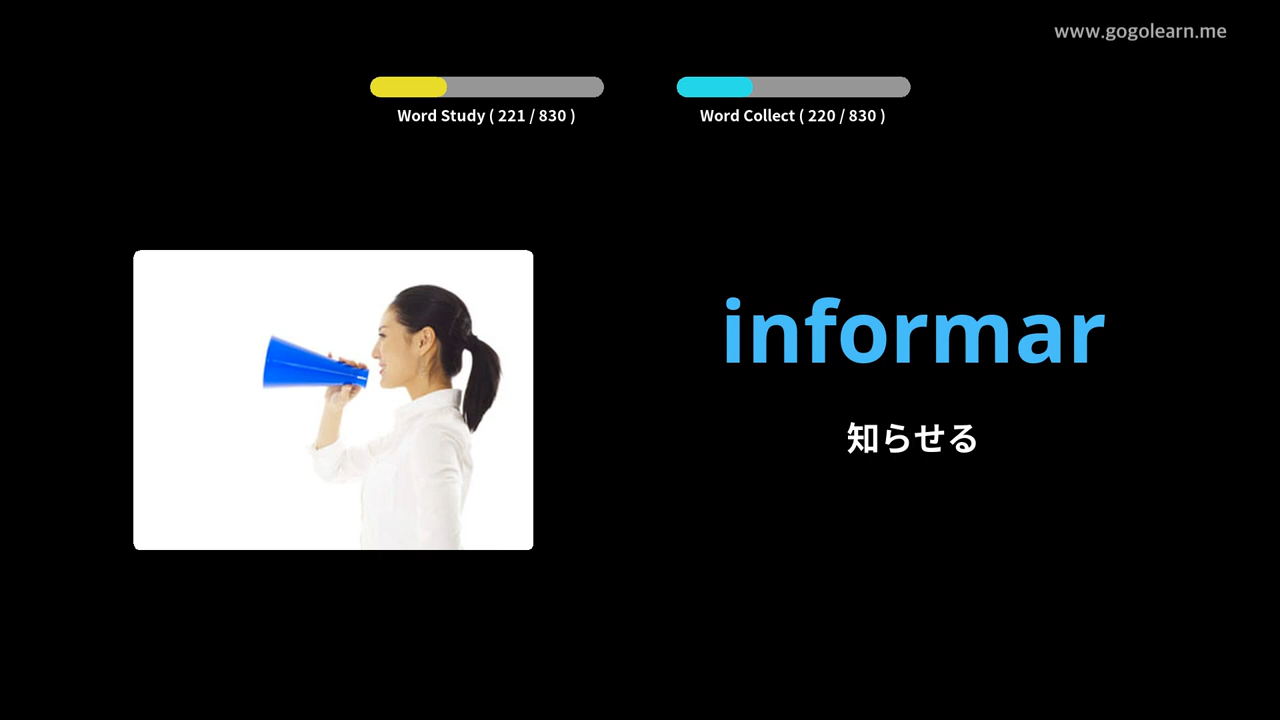 www.gogolearn.me
Word Study ( 221 / 830 )
Word Collect ( 220 / 830 )
informar
知らせる